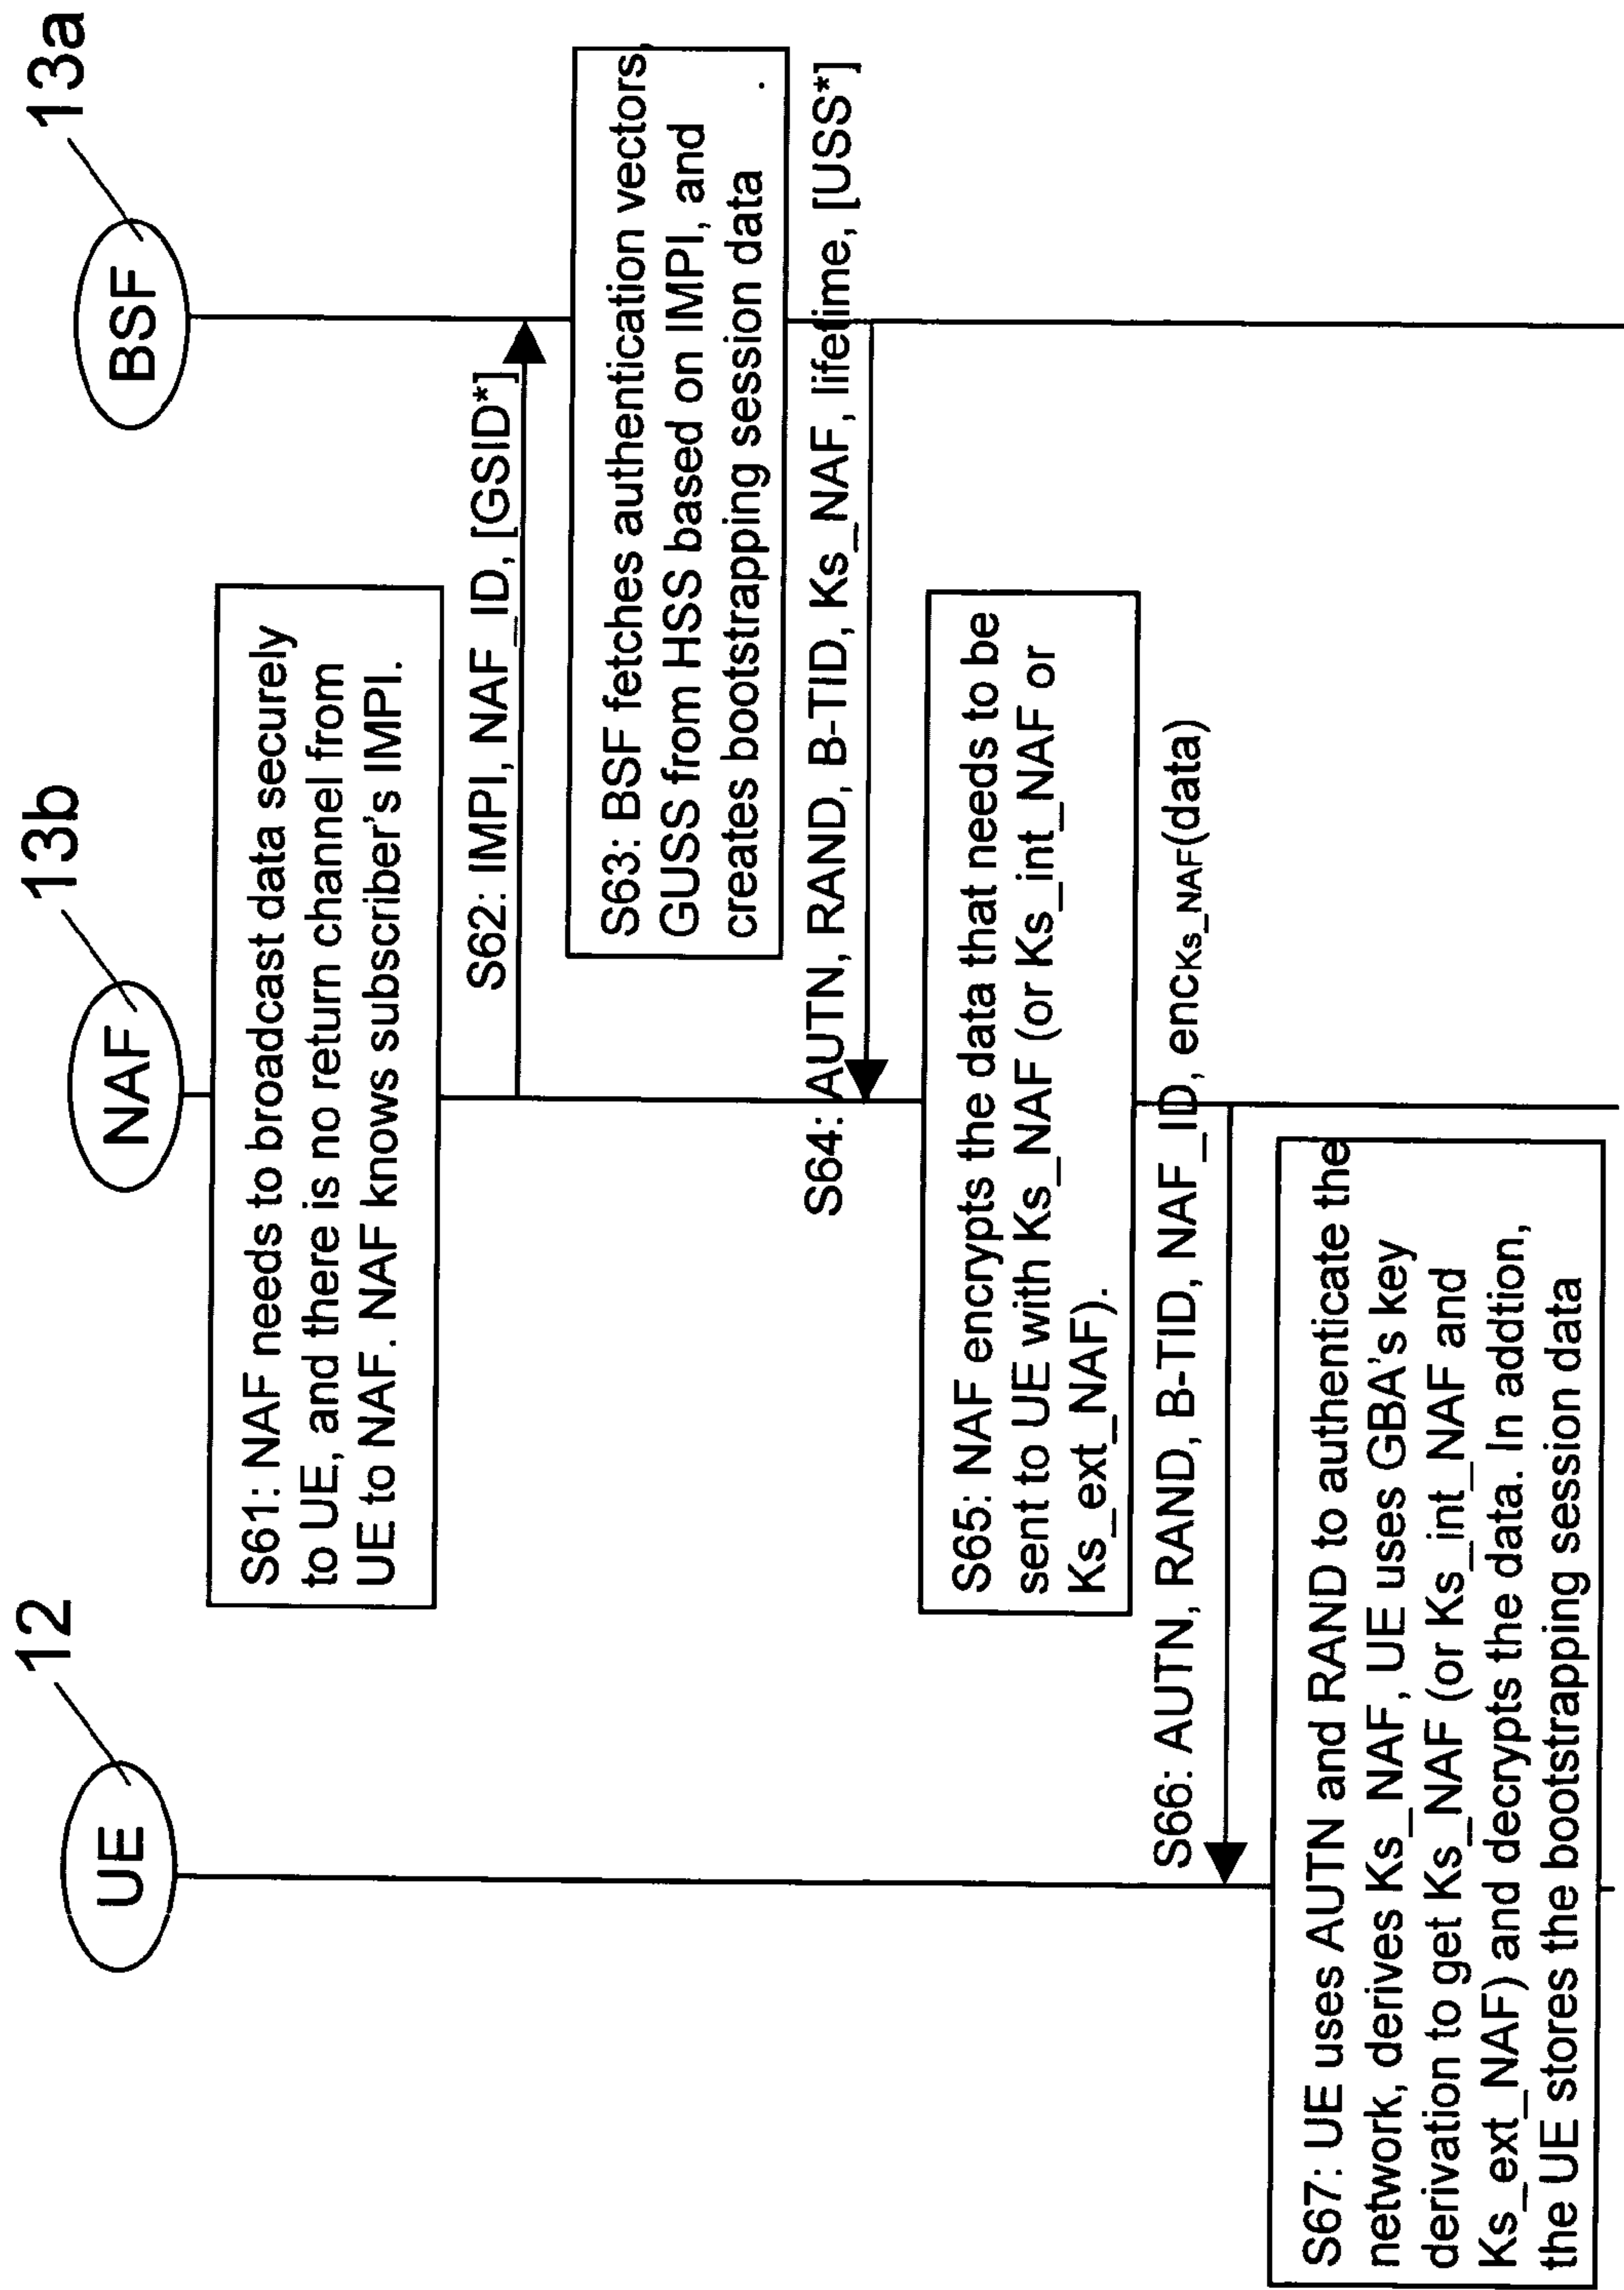 12
13b
13a
UE
NAF
BSF
S61: NAF needs to broadcast data securely
to UE, and there is no return channel from
UE to NAF. NAF knows subscriber's IMPI.
S62: IMPI, NAF_ID, [GSID*]
S63: BSF fetches authentication vectors,
GUSS from HSS based on IMPI, and
creates bootstrapping session data
S64: AUTN, RAND, B-TID, Ks_NAF, lifetime, [USS*]
S65: NAF encrypts the data that needs to be
sent to UE with Ks_NAF (or Ks_int_NAF or
Ks_ext_NAF).
S66: AUTN, RAND, B-TID, NAF_ID, encKs_NAF(data)
S67: UE uses AUTN and RAND to authenticate the
network, derives Ks_NAF, UE uses GBA's key
derivation to get Ks_NAF (or Ks_int_NAF and
Ks_ext_NAF) and decrypts the data. In addtion,
the UE stores the bootstrapping session data